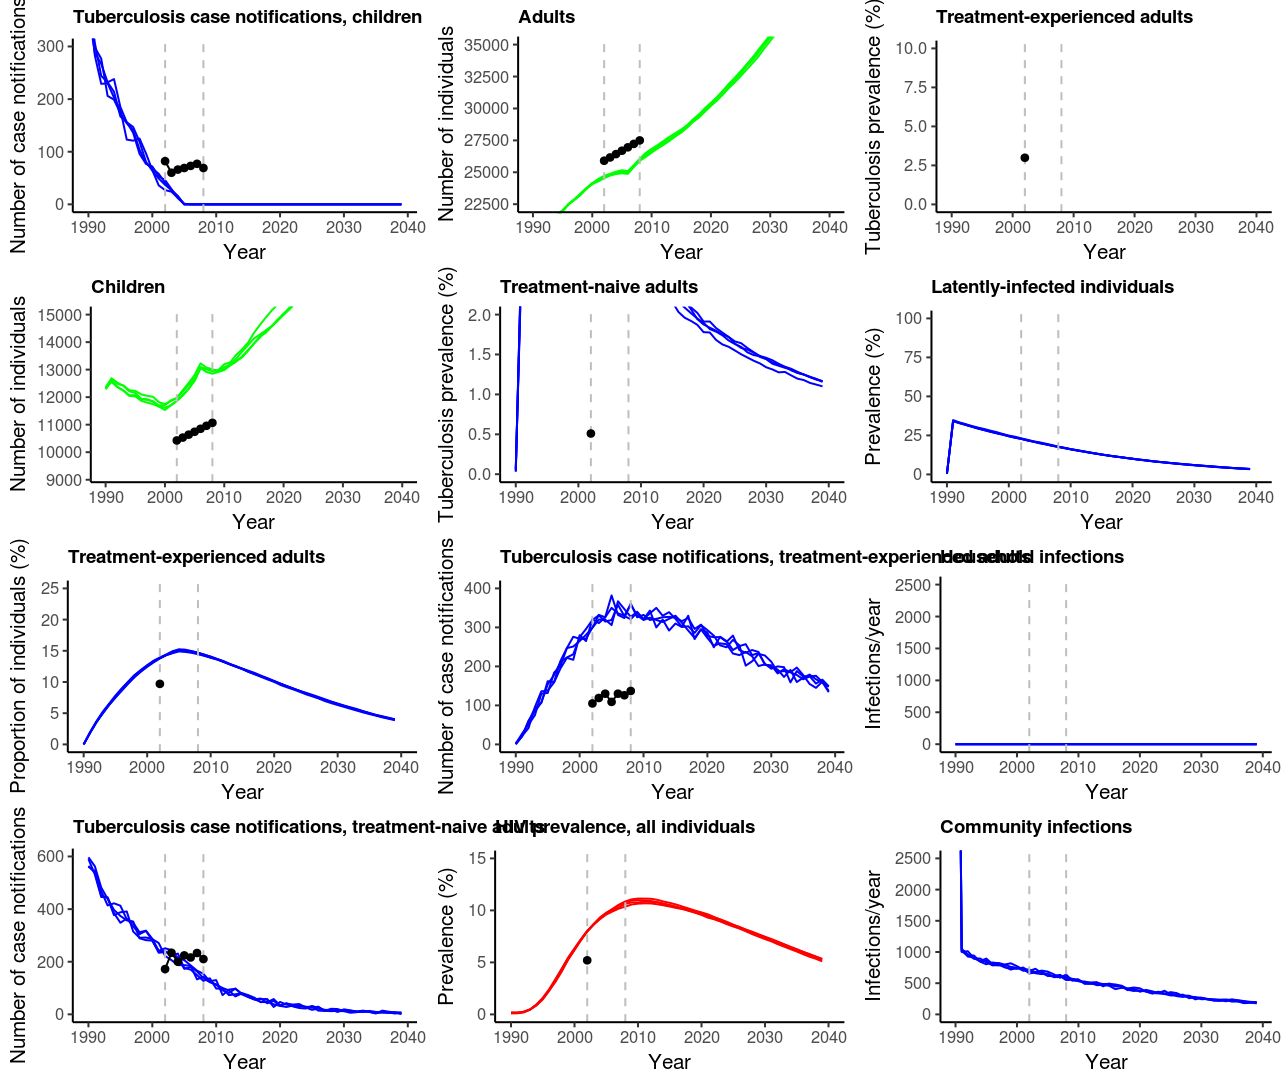 Tuberculosis case notifications, children
Number of case notifications
300
200
100
0
1990 2000 2010 2020 2030 2040
Year
Adults
Number of individuals
35000
32500
30000
27500
25000
22500
1990 2000 2010 2020 2030 2040
Year
Treatment-experienced adults
Tuberculosis prevalence (%)
10.0
7.5
5.0
2.5
0.0
1990 2000 2010 2020 2030 2040
Year
Children
Number of individuals
15000
14000
13000
12000
11000
10000
9000
1990 2000 2010 2020 2030 2040
Year
Treatment-naive adults
Tuberculosis prevalence (%)
2.0
1.5
1.0
0.5
0.0
1990 2000 2010 2020 2030 2040
Year
Latently-infected individuals
Prevalence (%)
100
75
50
25
0
1990 2000 2010 2020 2030 2040
Year
Treatment-experienced adults
Proportion of individuals (%)
25
20
15
10
5
0
1990 2000 2010 2020 2030 2040
Year
Tuberculosis case notifications, treatment-experienced adults
Number of case notifications
400
300
200
100
0
1990 2000 2010 2020 2030 2040
Year
Household infections
Infections/year
2500
2000
1500
1000
500
0
1990 2000 2010 2020 2030 2040
Year
Tuberculosis case notifications, treatment-naive adults
Number of case notifications
600
400
200
0
1990 2000 2010 2020 2030 2040
Year
HIV prevalence, all individuals
Prevalence (%)
15
10
5
0
1990 2000 2010 2020 2030 2040
Year
Community infections
Infections/year
2500
2000
1500
1000
500
0
1990 2000 2010 2020 2030 2040
Year